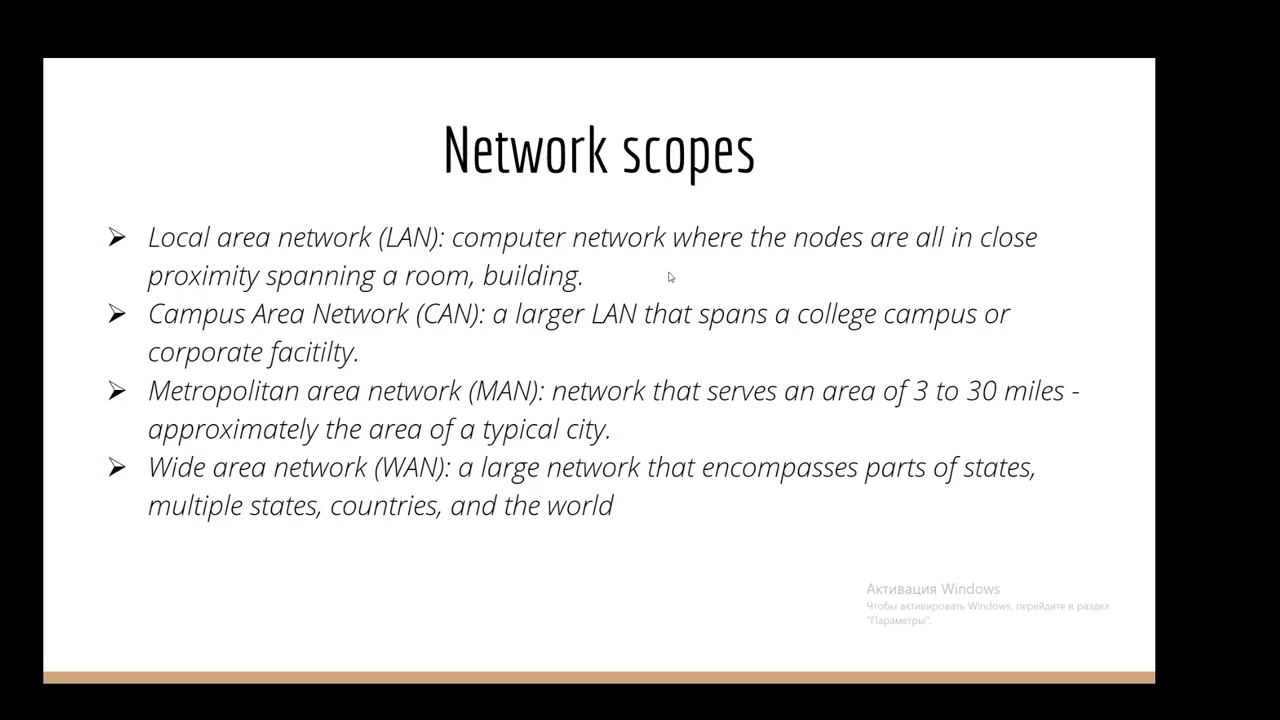 Network scopes
➢ Local area network (LAN): computer network where the nodes are all in close
proximity spanning a room, building.
➢ Campus Area Network (CAN): a larger LAN that spans a college campus or
corporate facitilty.
➢ Metropolitan area network (MAN): network that serves an area of 3 to 30 miles -
approximately the area of a typical city.
➢ Wide area network (WAN): a large network that encompasses parts of states,
multiple states, countries, and the world
Активация Windows
Чтобы активировать Windows, перейдите в раздел
"Параметры".